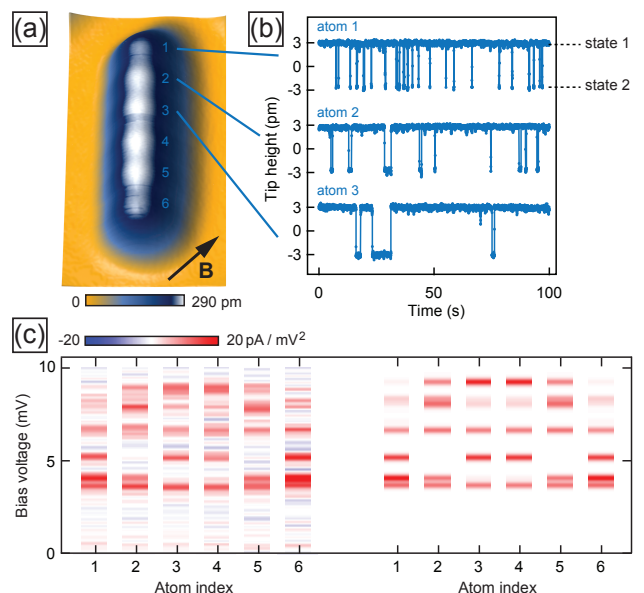 (a)
1
2
3
4
5
6
B
0 290 pm
(b)
atom 1
3
0
-3
state 1
state 2
atom 2
3
0
-3
atom 3
3
0
-3
Tip height (pm)
0 50 100
Time (s)
(c)
-20 20 pA / mV²
10
5
0
Bias voltage (mV)
1 2 3 4 5 6 1 2 3 4 5 6
Atom index Atom index